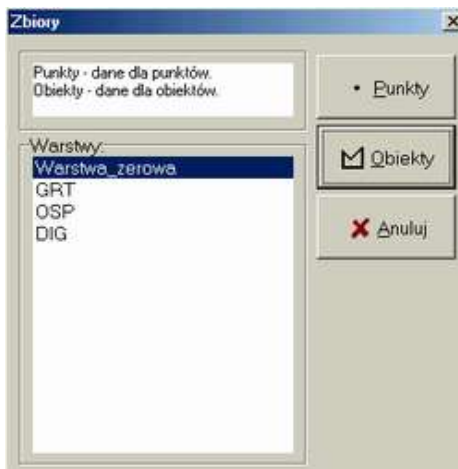 Zbiory
Punkty - dane dla punktów.
Obiekty - dane dla obiektów.
Punkty
Obiekty
Anuluj
Warstwy:
Warstwa_zerowa
GRT
OSP
DIG